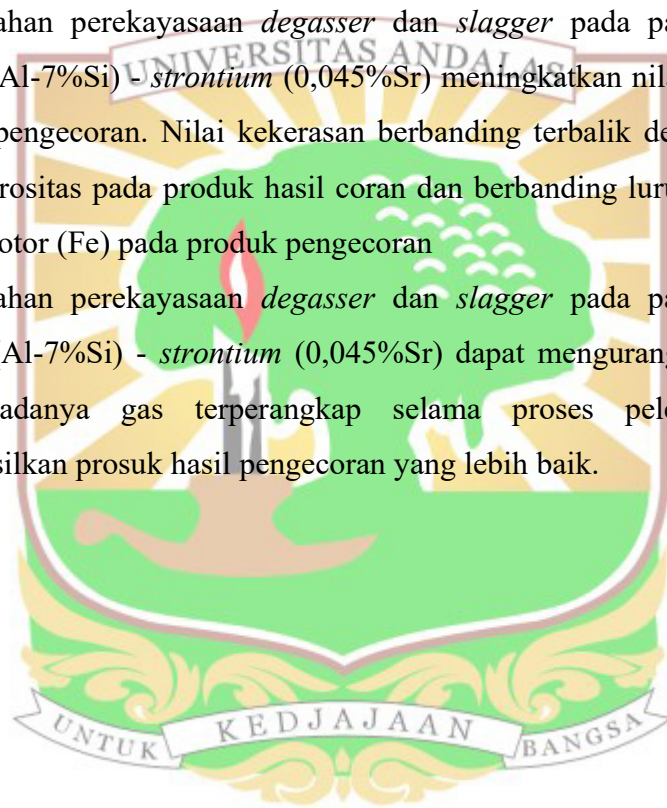 ahan perekayasaan degasser dan slagger pada pa
UNIVERSITAS ANDALAS
Al-7%Si) - strontium (0,045%Sr) meningkatkan nila
pengecoran. Nilai kekerasan berbanding terbalik de
rositas pada produk hasil coran dan berbanding luru
otor (Fe) pada produk pengecoran
ahan perekayasaan degasser dan slagger pada pa
(Al-7%Si) - strontium (0,045%Sr) dapat mengurang
adanya gas terperangkap selama proses pele
silkan prosuk hasil pengecoran yang lebih baik.
UNTUK KEDJAJAAN BANGSA